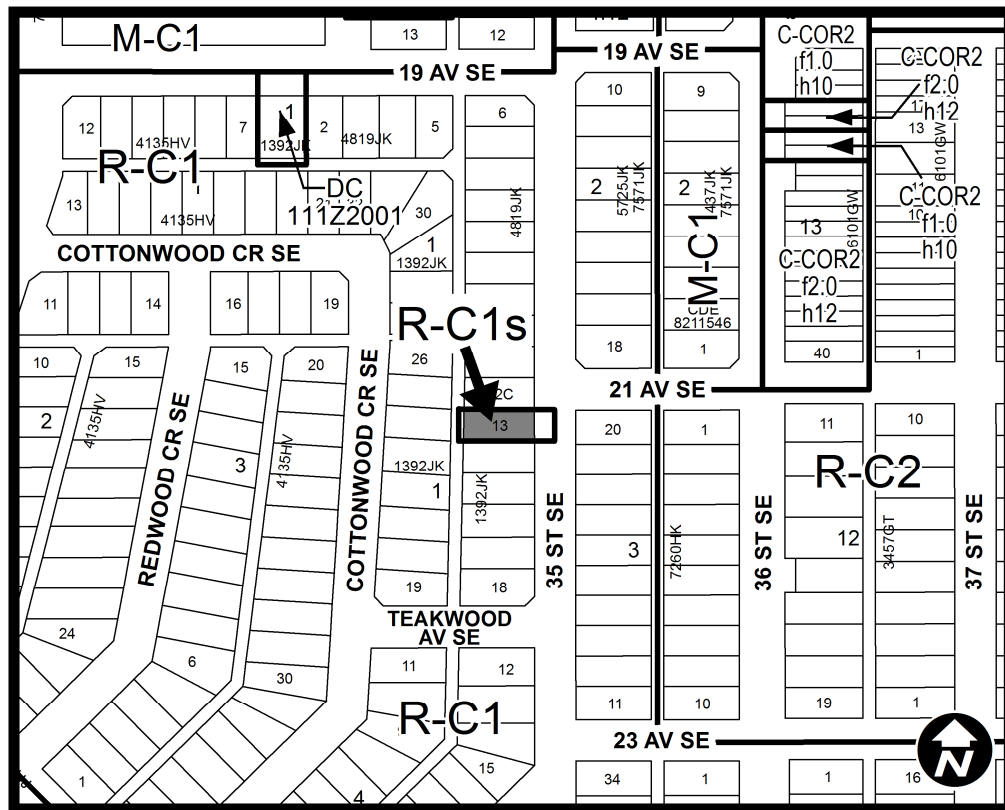 M-C1
13
12
19 AV SE
19 AV SE
C-COR2
f1.0
h10
C-COR2
f2.0
h12
12
4135HV
7
1
1392JK
2
4819JK
5
6
10
9
13
6101GW
R-C1
DC
111Z2001
13
4135HV
30
1
1392JK
4819JK
2
5725JK
7571JK
2
437JK
7571JK
M-C1
CDE
8211546
13
6101GW
C-COR2
f2.0
h12
C-COR2
f1.0
h10
COTTONWOOD CR SE
11
14
16
19
R-C1s
18
1
40
1
10
15
15
20
26
2C
13
21 AV SE
2
4135HV
REDWOOD CR SE
3
4135HV
COTTONWOOD CR SE
1392JK
1
1392JK
35 ST SE
20
1
11
10
R-C2
3
7260HK
36 ST SE
12
3457GT
37 ST SE
19
18
TEAKWOOD
AV SE
24
6
30
11
12
R-C1
11
10
19
1
23 AV SE
N
1
4
15
34
1
1
16